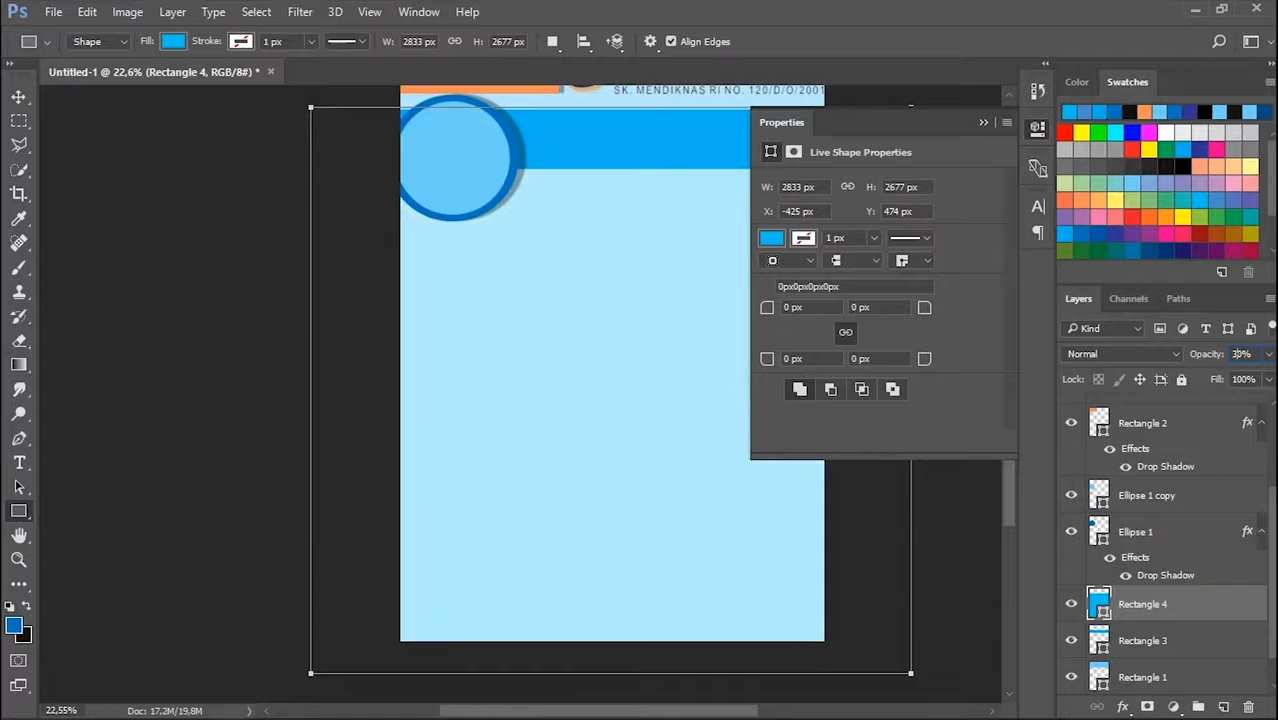 Ps File Edit Image Layer Type Select Filter 3D View Window Help
Shape Fill: Stroke: 1 px W: 2833 px H: 2677 px Align Edges
Untitled-1 @ 22,6% (Rectangle 4, RGB/8#) *
SK. MENDIKNAS RI NO. 120/D/O/2001
Properties
Live Shape Properties
W: 2833 px H: 2677 px
X: -425 px Y: 474 px
1 px
0px0px0px0px
0 px 0 px
0 px 0 px
Color Swatches
Layers Channels Paths
Kind
Normal Opacity: 30%
Lock: Fill: 100%
Rectangle 2 fx
Effects
Drop Shadow
Ellipse 1 copy
Ellipse 1 fx
Effects
Drop Shadow
Rectangle 4
Rectangle 3
Rectangle 1
fx
22,55% Doc: 17,2M/19,8M